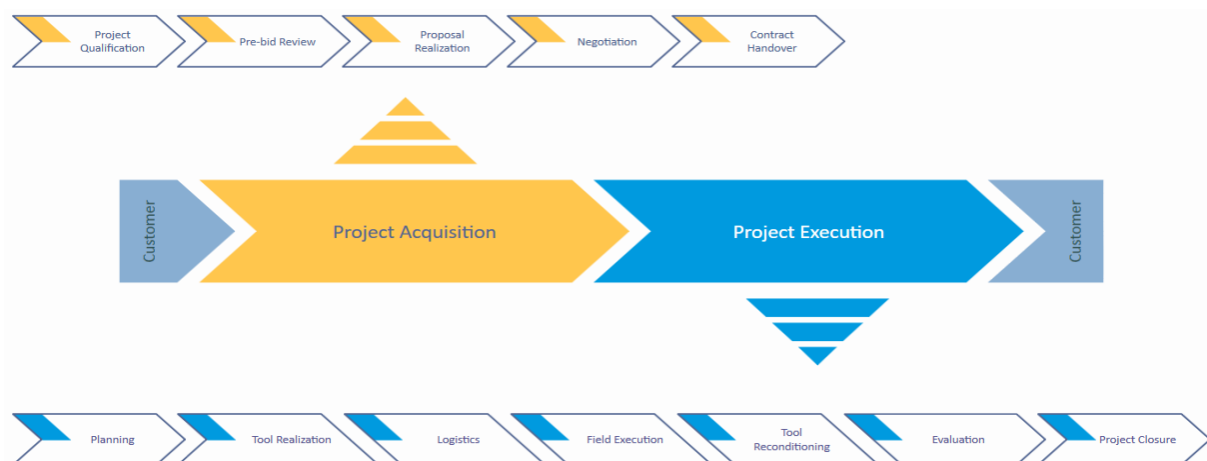 Project
Qualification
Pre-bid Review
Proposal
Realization
Negotiation
Contract
Handover
Customer
Project Acquisition
Project Execution
Customer
Planning
Tool Realization
Logistics
Field Execution
Tool
Reconditioning
Evaluation
Project Closure